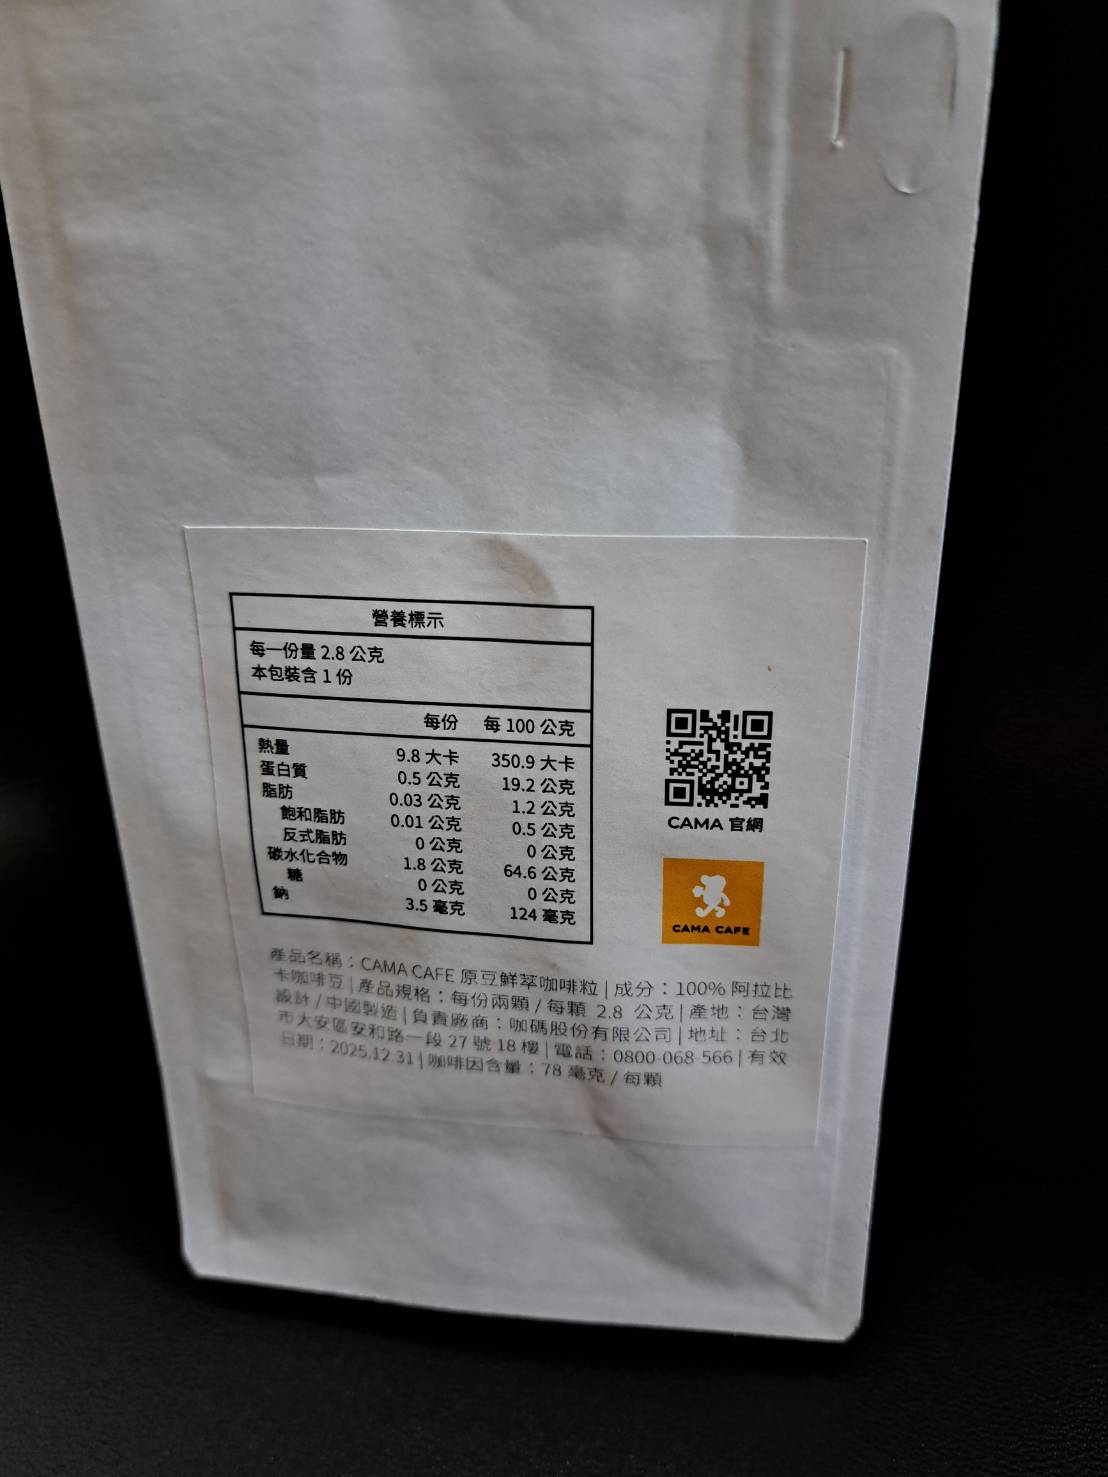 營養標示
每一份量 2.8 公克
本包裝含 1 份
每份 每 100 公克
熱量 9.8 大卡 350.9 大卡
蛋白質 0.5 公克 19.2 公克
脂肪 0.03 公克 1.2 公克
飽和脂肪 0.01 公克 0.5 公克
反式脂肪 0 公克 0 公克
碳水化合物 1.8 公克 64.6 公克
糖 0 公克 0 公克
鈉 3.5 毫克 124 毫克
CAMA 官網
CAMA CAFE
產品名稱：CAMA CAFE 原豆鮮萃咖啡粒 | 成分：100% 阿拉比
卡咖啡豆 | 產品規格：每份兩顆 / 每顆 2.8 公克 | 產地：台灣
設計 / 中國製造 | 負責廠商：咖碼股份有限公司 | 地址：台北
市大安區安和路一段 27 號 18 樓 | 電話：0800-068-566 | 有效
日期：2025.12.31 | 咖啡因含量：78 毫克 / 每顆